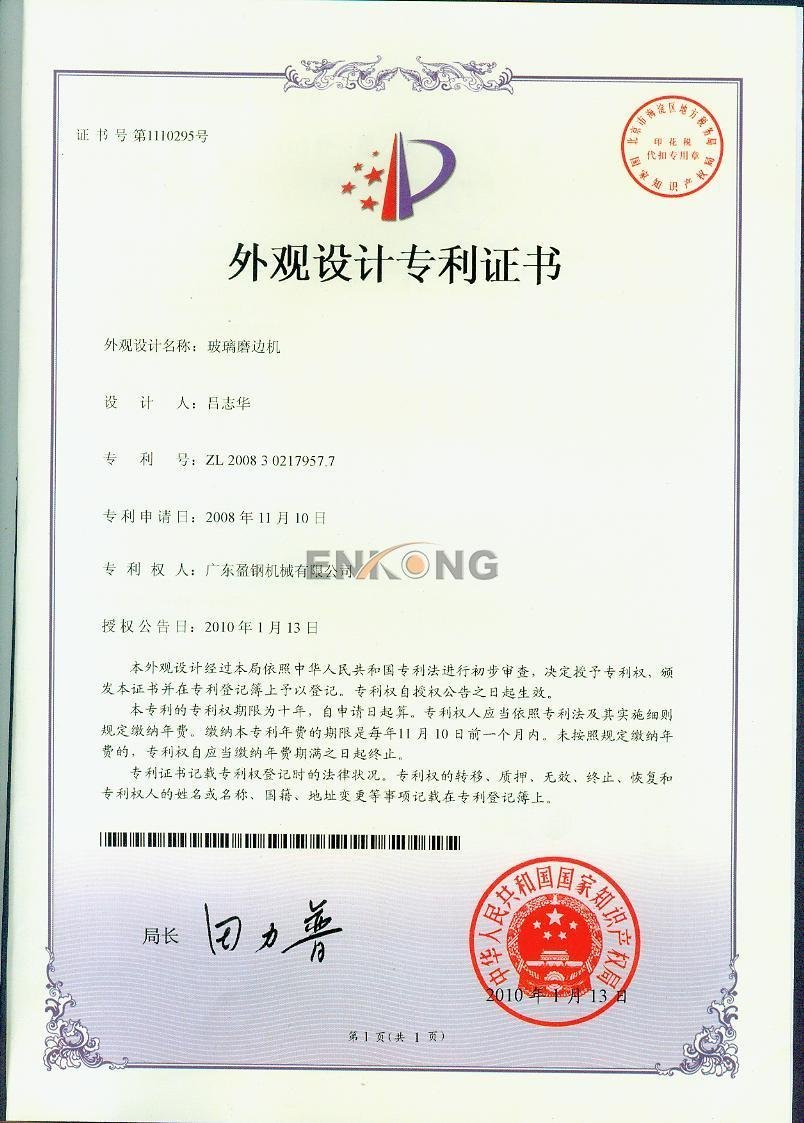 证书号第1110295号
北京市海淀区地方税务局
印花税
代扣专用章
国家知识产权局
外观设计专利证书
外观设计名称：玻璃磨边机
设计人：吕志华
专利号：ZL 2008 3 0217957.7
专利申请日：2008年11月10日
专利权人：广东盈钢机械有限公司
ENKONG
授权公告日：2010年1月13日
本外观设计经过本局依照中华人民共和国专利法进行初步审查，决定授予专利权，颁
发本证书并在专利登记簿上予以登记。专利权自授权公告之日起生效。
本专利的专利权期限为十年，自申请日起算。专利权人应当依照专利法及其实施细则
规定缴纳年费。缴纳本专利年费的期限是每年11月10日前一个月内。未按照规定缴纳年
费的，专利权自应当缴纳年费期满之日起终止。
专利证书记载专利权登记时的法律状况。专利权的转移、质押、无效、终止、恢复和
专利权人的姓名或名称、国籍、地址变更等事项记载在专利登记簿上。
局长 田力普
中华人民共和国国家知识产权局
2010年1月13日
第1页(共1页)